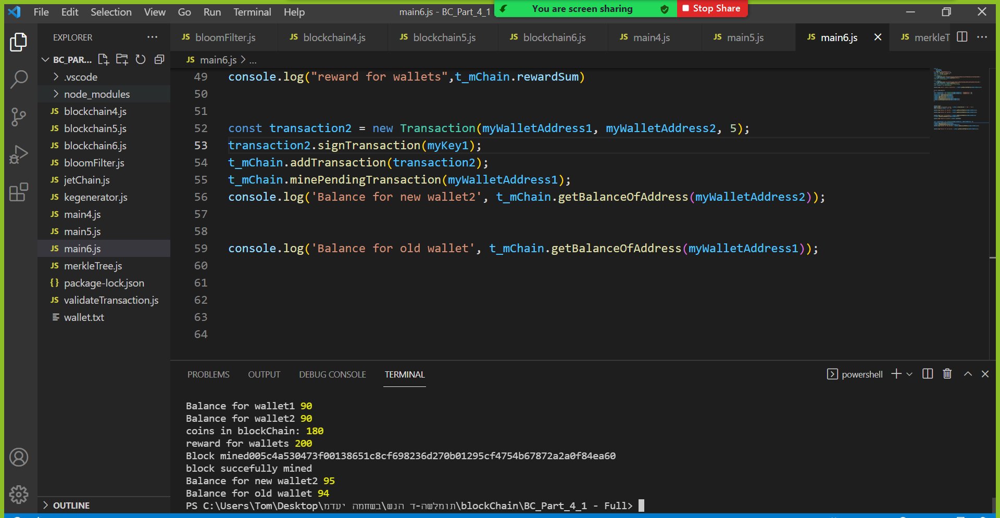 File Edit Selection View Go Run Terminal Help
main6.js - BC_Part_4_1
You are screen sharing
Stop Share
EXPLORER
BC_PAR...
.vscode
node_modules
JS blockchain4.js
JS blockchain5.js
JS blockchain6.js
JS bloomFilter.js
JS jetChain.js
JS kegenerator.js
JS main4.js
JS main5.js
JS main6.js
JS merkleTree.js
{} package-lock.json
JS validateTransaction.js
wallet.txt
OUTLINE
JS bloomFilter.js JS blockchain4.js JS blockchain5.js JS blockchain6.js JS main4.js JS main5.js JS main6.js JS merkleT
JS main6.js > ...
49 console.log("reward for wallets",t_mChain.rewardSum)
50
51
52 const transaction2 = new Transaction(myWalletAddress1, myWalletAddress2, 5);
53 transaction2.signTransaction(myKey1);
54 t_mChain.addTransaction(transaction2);
55 t_mChain.minePendingTransaction(myWalletAddress1);
56 console.log('Balance for new wallet2', t_mChain.getBalanceOfAddress(myWalletAddress2));
57
58
59 console.log('Balance for old wallet', t_mChain.getBalanceOfAddress(myWalletAddress1));
60
61
62
63
64
PROBLEMS OUTPUT DEBUG CONSOLE TERMINAL
powershell
Balance for wallet1 90
Balance for wallet2 90
coins in blockChain: 180
reward for wallets 200
Block mined005c4a530473f00138651c8cf698236d270b01295cf4754b67872a2a0f84ea60
block succefully mined
Balance for new wallet2 95
Balance for old wallet 94
PS C:\Users\Tom\Desktop\מדעי המחשב\שנה ד-השלמות\blockChain\BC_Part_4_1 - Full>